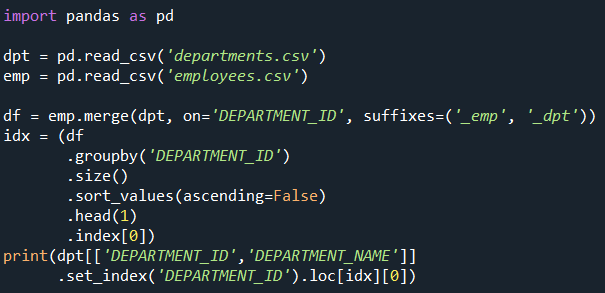 import pandas as pd
dpt = pd.read_csv('departments.csv')
emp = pd.read_csv('employees.csv')
df = emp.merge(dpt, on='DEPARTMENT_ID', suffixes=('_emp', '_dpt'))
idx = (df
.groupby('DEPARTMENT_ID')
.size()
.sort_values(ascending=False)
.head(1)
.index[0])
print(dpt[['DEPARTMENT_ID','DEPARTMENT_NAME']]
.set_index('DEPARTMENT_ID').loc[idx][0])